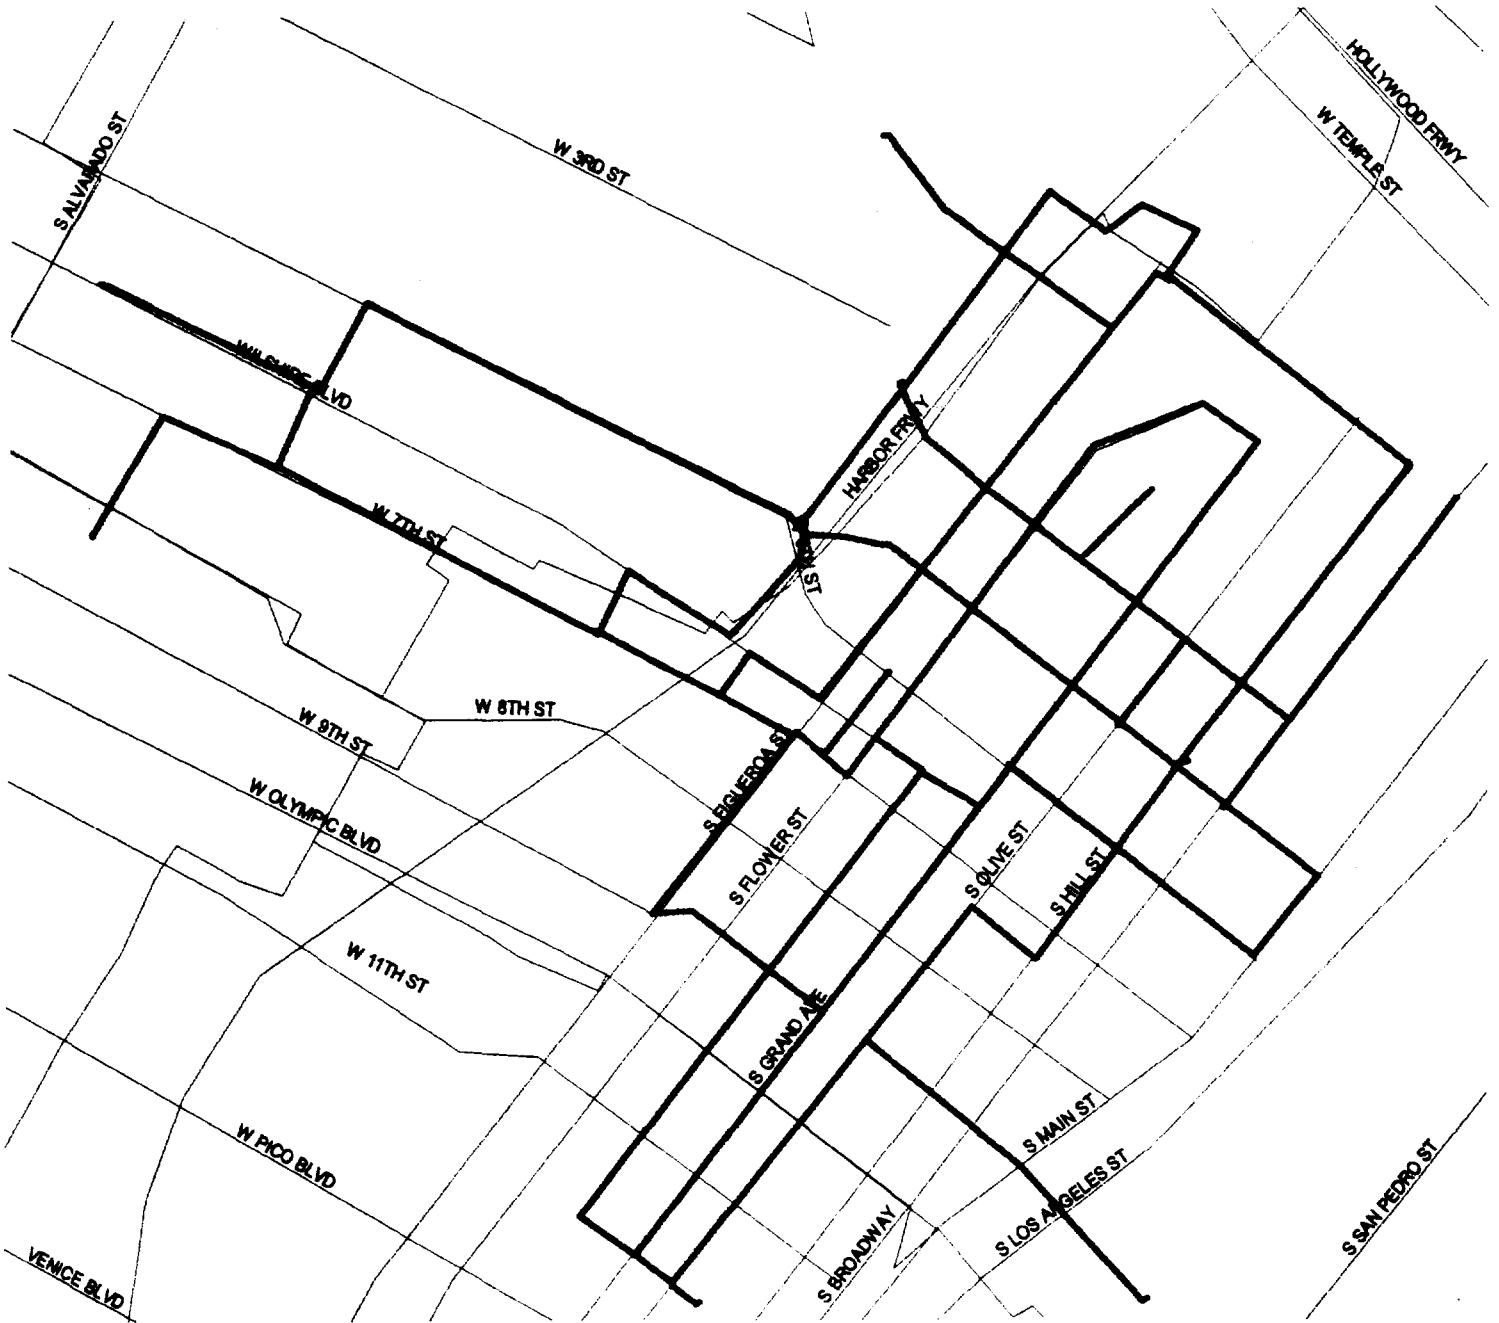 HOLLYWOOD FRWY
W TEMPLE ST
S ALVARADO ST
W 3RD ST
WILSHIRE BLVD
HARBOR FRWY
W 7TH ST
ST
W 8TH ST
W 9TH ST
S FIGUEROA ST
W OLYMPIC BLVD
S FLOWER ST
S OLIVE ST
S HILL ST
W 11TH ST
S GRAND AVE
W PICO BLVD
S MAIN ST
S LOS ANGELES ST
S SAN PEDRO ST
S BROADWAY
VENICE BLVD